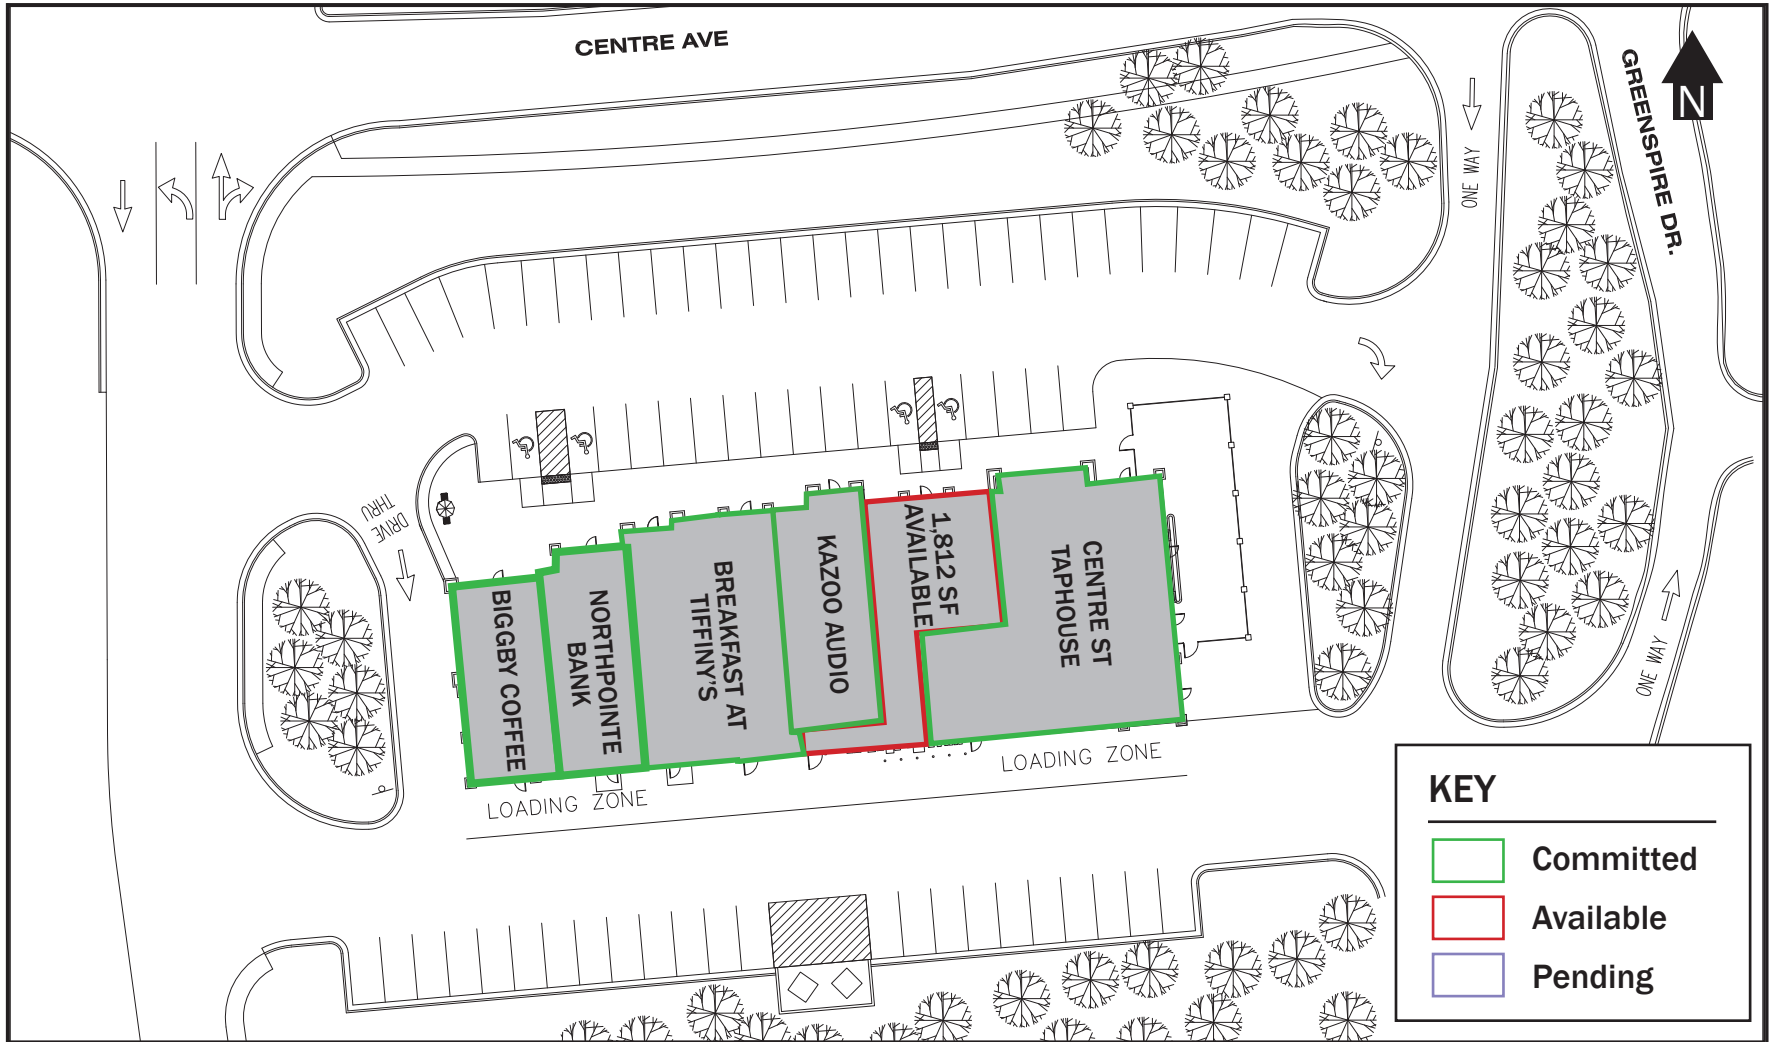 CENTRE AVE
GREENSPIRE DR.
N
ONE WAY
DRIVE
THRU
BIGGBY COFFEE
NORTHPOINTE
BANK
BREAKFAST AT
TIFFINY'S
KAZOO AUDIO
1,812 SF
AVAILABLE
CENTRE ST
TAPHOUSE
ONE WAY
LOADING ZONE
LOADING ZONE
KEY
Committed
Available
Pending